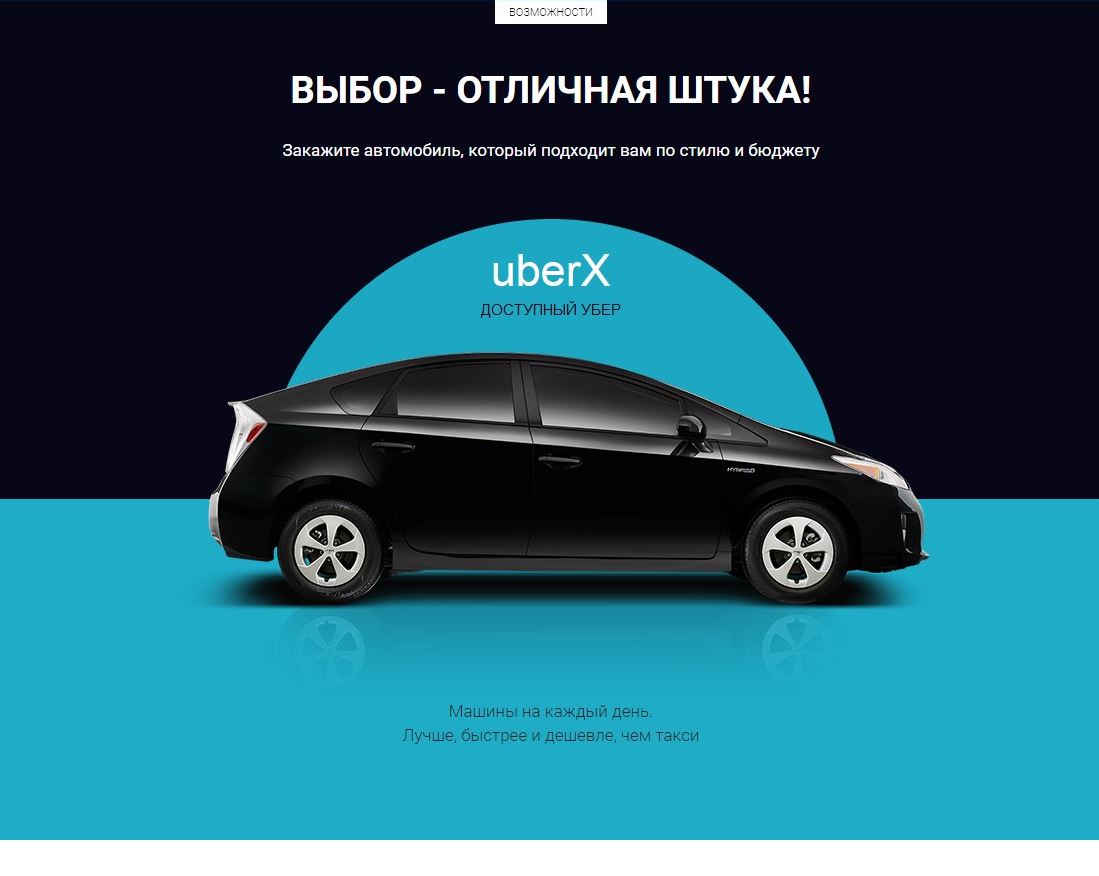 ВОЗМОЖНОСТИ
ВЫБОР - ОТЛИЧНАЯ ШТУКА!
Закажите автомобиль, который подходит вам по стилю и бюджету
uberX
ДОСТУПНЫЙ УБЕР
HYBRID
Машины на каждый день.
Лучше, быстрее и дешевле, чем такси